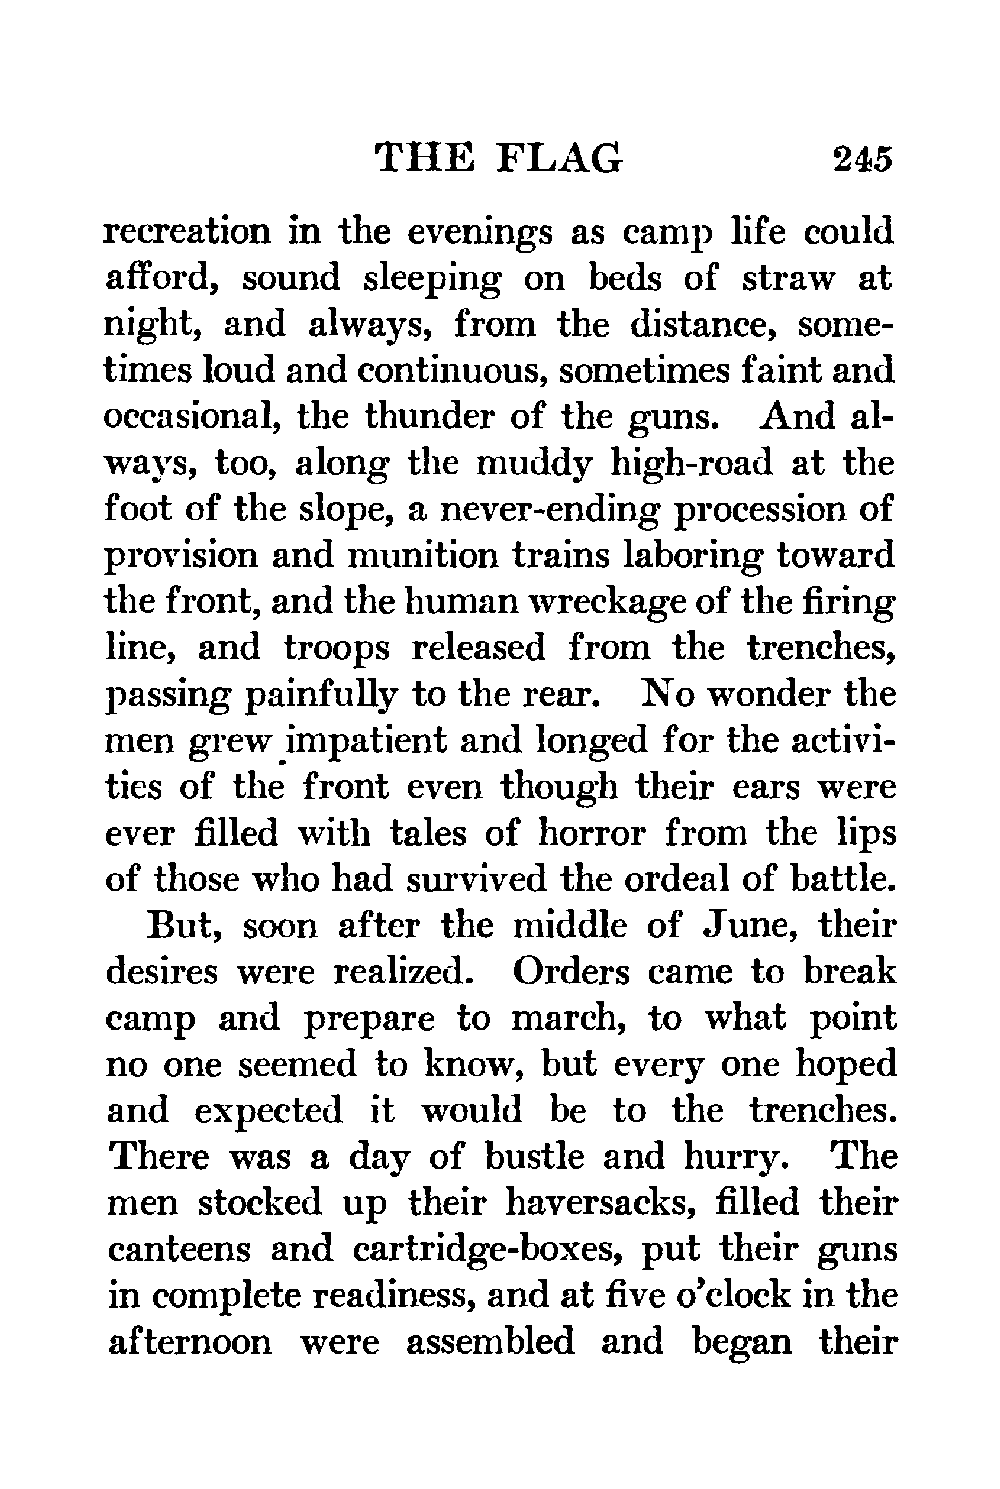 THE FLAG 245
recreation in the evenings as camp life could
afford, sound sleeping on beds of straw at
night, and always, from the distance, some-
times loud and continuous, sometimes faint and
occasional, the thunder of the guns. And al-
ways, too, along the muddy high-road at the
foot of the slope, a never-ending procession of
provision and munition trains laboring toward
the front, and the human wreckage of the firing
line, and troops released from the trenches,
passing painfully to the rear. No wonder the
men grew impatient and longed for the activi-
ties of the front even though their ears were
ever filled with tales of horror from the lips
of those who had survived the ordeal of battle.
But, soon after the middle of June, their
desires were realized. Orders came to break
camp and prepare to march, to what point
no one seemed to know, but every one hoped
and expected it would be to the trenches.
There was a day of bustle and hurry. The
men stocked up their haversacks, filled their
canteens and cartridge-boxes, put their guns
in complete readiness, and at five o'clock in the
afternoon were assembled and began their